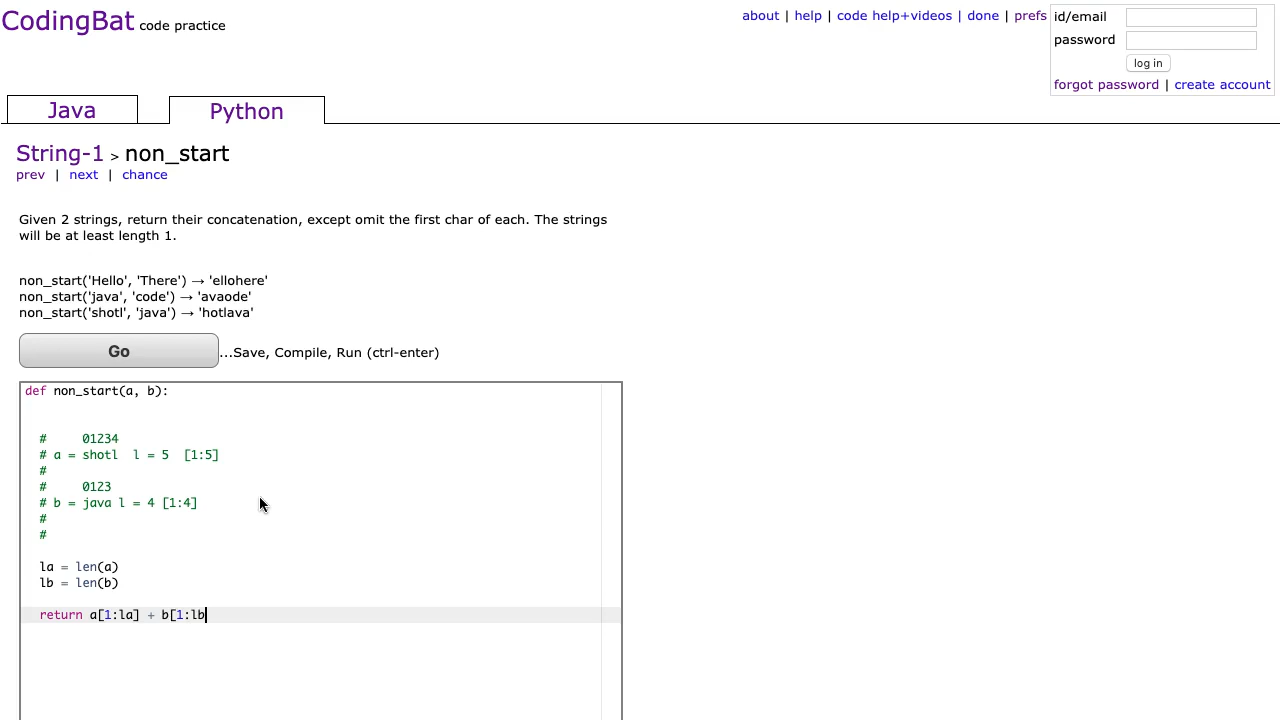 CodingBat code practice
about | help | code help+videos | done | prefs
id/email
password
log in
forgot password | create account
Java
Python
String-1 > non_start
prev | next | chance
Given 2 strings, return their concatenation, except omit the first char of each. The strings
will be at least length 1.
non_start('Hello', 'There') → 'ellohere'
non_start('java', 'code') → 'avaode'
non_start('shotl', 'java') → 'hotlava'
Go
...Save, Compile, Run (ctrl-enter)
def non_start(a, b):
#     01234
# a = shotl  l = 5  [1:5]
#
#     0123
# b = java l = 4 [1:4]
#
#
la = len(a)
lb = len(b)
return a[1:la] + b[1:lb